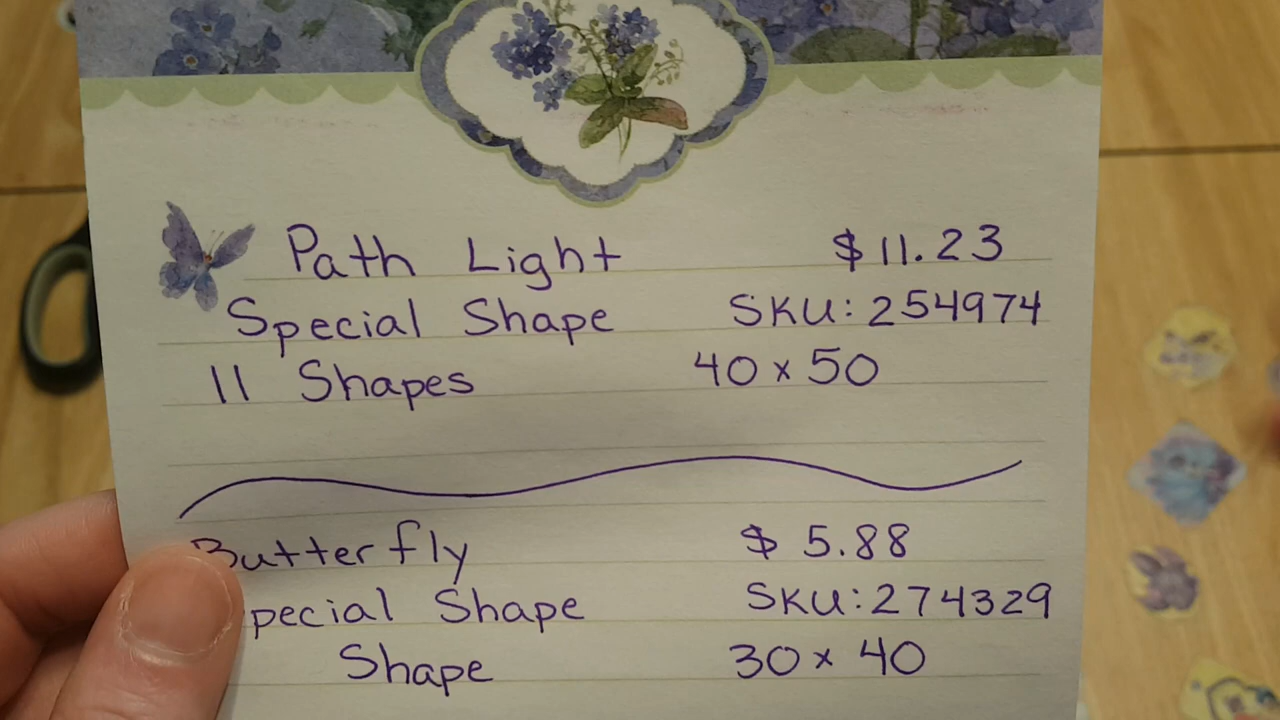 Path Light $11.23
Special Shape SKU: 254974
11 Shapes 40 x 50
Butterfly $5.88
pecial Shape SKU: 274329
Shape 30 x 40